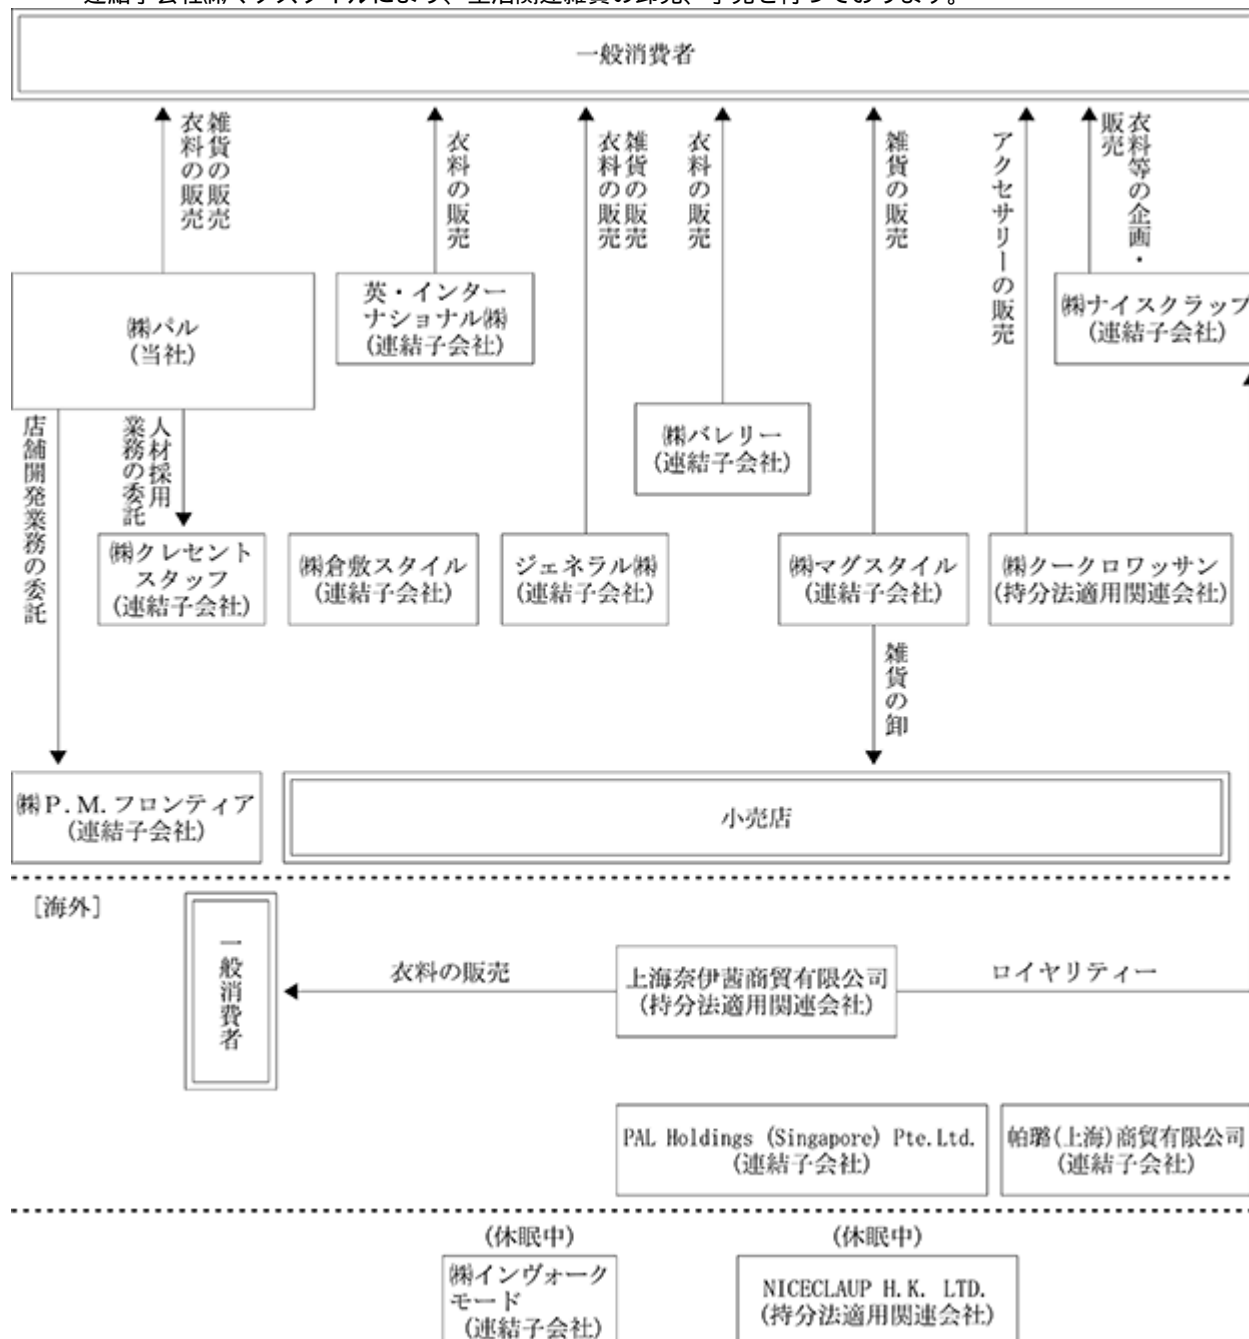 連結子会社㈱マグスタイルにより、生活関連雑貨の卸売、小売を行っております。
一般消費者
雑貨の販売
衣料の販売
衣料の販売
雑貨の販売
衣料の販売
衣料の販売
雑貨の販売
アクセサリーの販売
衣料等の企画・
販売
㈱パル
(当社)
英・インター
ナショナル㈱
(連結子会社)
㈱ナイスクラップ
(連結子会社)
㈱バレリー
(連結子会社)
店舗開発業務の委託
人材採用
業務の委託
㈱クレセント
スタッフ
(連結子会社)
㈱倉敷スタイル
(連結子会社)
ジェネラル㈱
(連結子会社)
㈱マグスタイル
(連結子会社)
㈱クークロワッサン
(持分法適用関連会社)
雑貨の卸
㈱P.M.フロンティア
(連結子会社)
小売店
[海外]
一般消費者
衣料の販売
上海奈伊茜商貿有限公司
(持分法適用関連会社)
ロイヤリティー
PAL Holdings (Singapore) Pte.Ltd.
(連結子会社)
帕璐(上海)商貿有限公司
(連結子会社)
(休眠中)
㈱インヴォーク
モード
(連結子会社)
(休眠中)
NICECLAUP H.K. LTD.
(持分法適用関連会社)